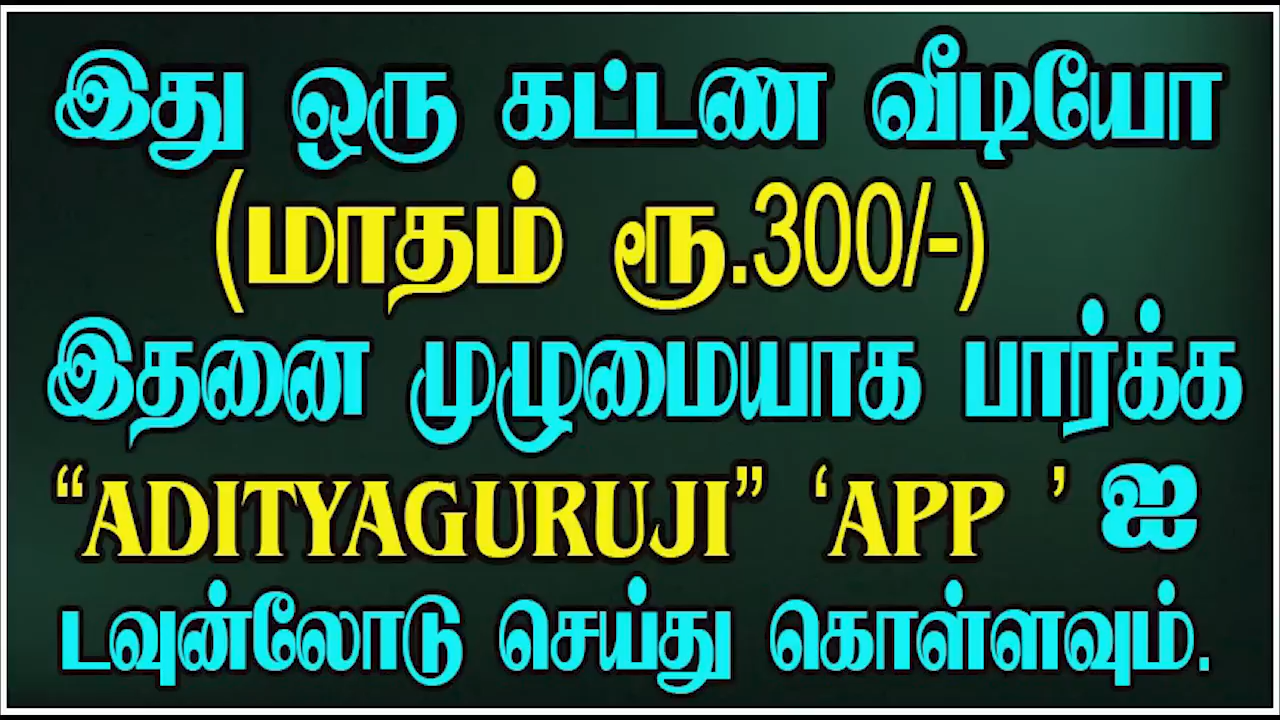 இது ஒரு கட்டண வீடியோ
(மாதம் ரூ.300/-)
இதனை முழுமையாக பார்க்க
“ADITYAGURUJI” ‘APP ’ ஐ
டவுன்லோடு செய்து கொள்ளவும்.